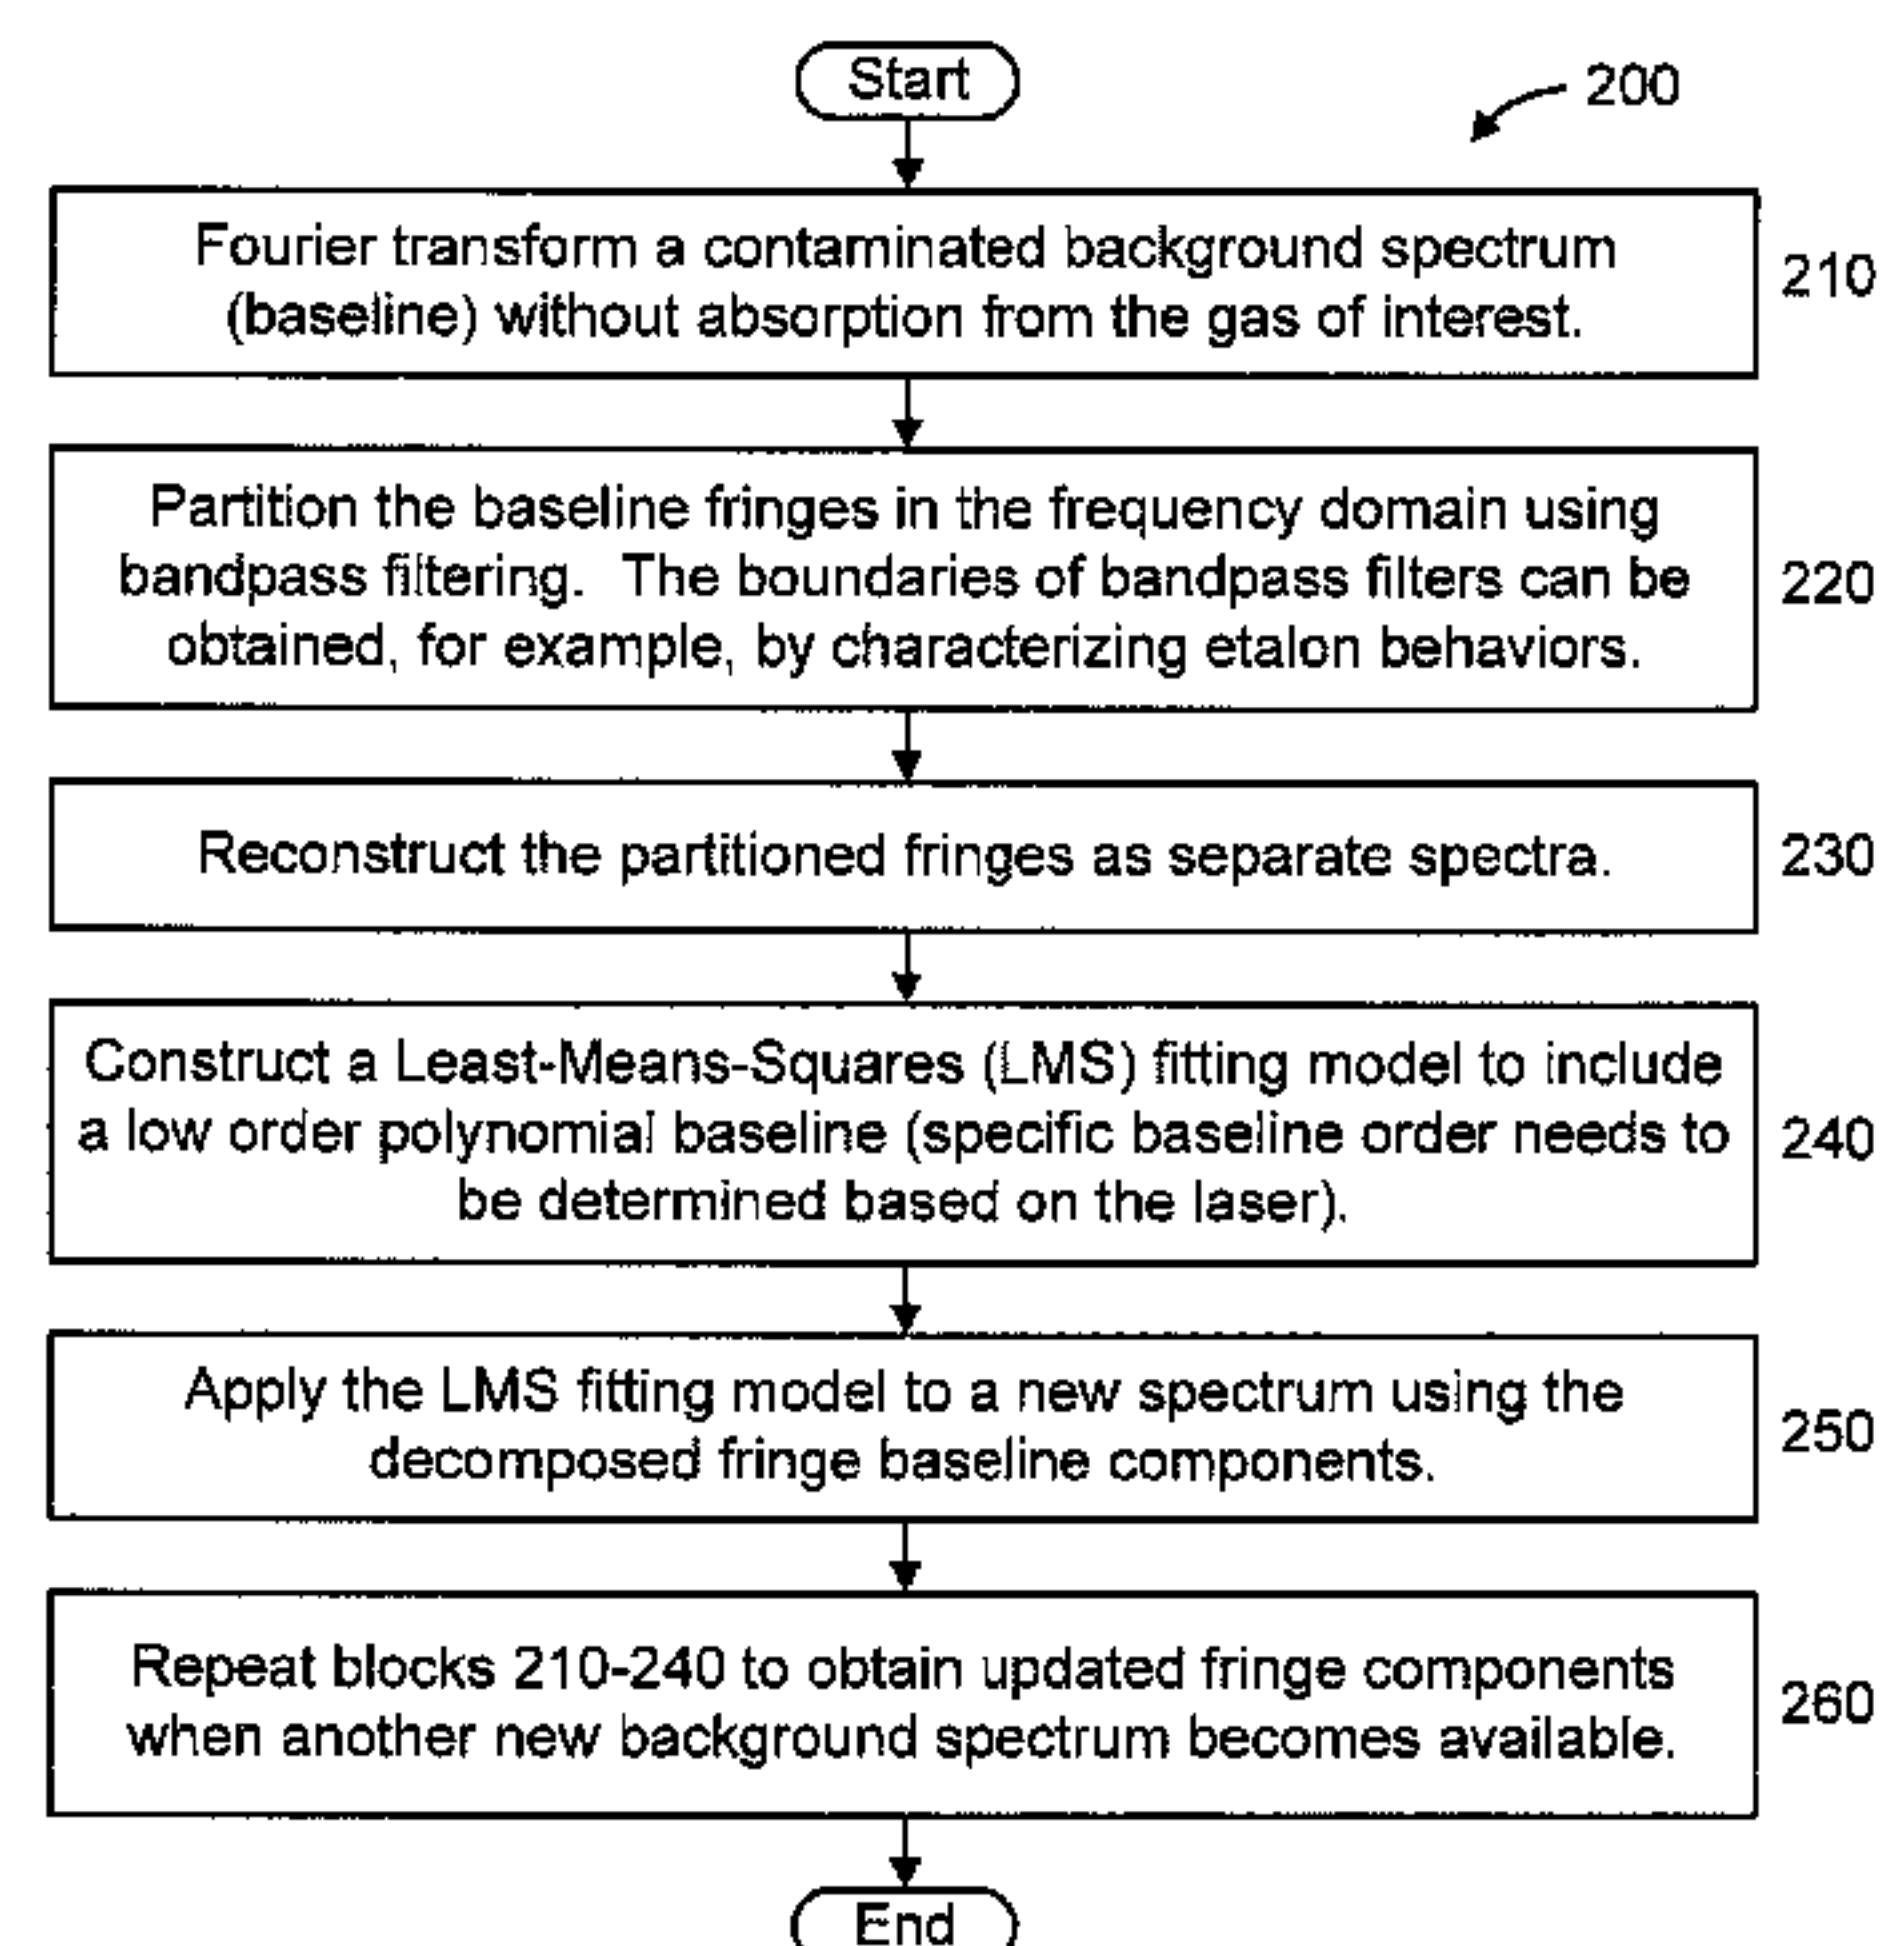 Start
200
Fourier transform a contaminated background spectrum
(baseline) without absorption from the gas of interest.
210
Partition the baseline fringes in the frequency domain using
bandpass filtering. The boundaries of bandpass filters can be
obtained, for example, by characterizing etalon behaviors.
220
Reconstruct the partitioned fringes as separate spectra.
230
Construct a Least-Means-Squares (LMS) fitting model to include
a low order polynomial baseline (specific baseline order needs to
be determined based on the laser).
240
Apply the LMS fitting model to a new spectrum using the
decomposed fringe baseline components.
250
Repeat blocks 210-240 to obtain updated fringe components
when another new background spectrum becomes available.
260
End